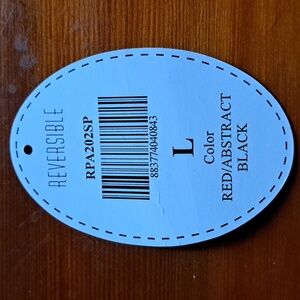 REVERSIBLE
RPA202SP
883774040843
L
Color
RED/ABSTRACT
BLACK